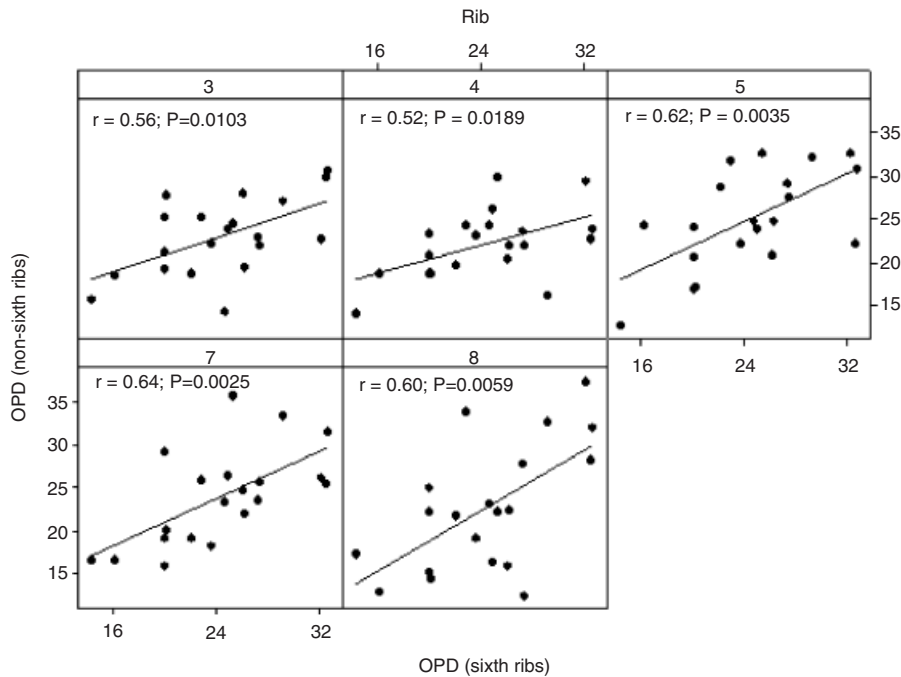 Rib
16 24 32
3 4 5
r = 0.56; P=0.0103 r = 0.52; P = 0.0189 r = 0.62; P = 0.0035
35
30
25
20
15
OPD (non-sixth ribs)
7 8
16 24 32
r = 0.64; P=0.0025 r = 0.60; P=0.0059
35
30
25
20
15
16 24 32
OPD (sixth ribs)